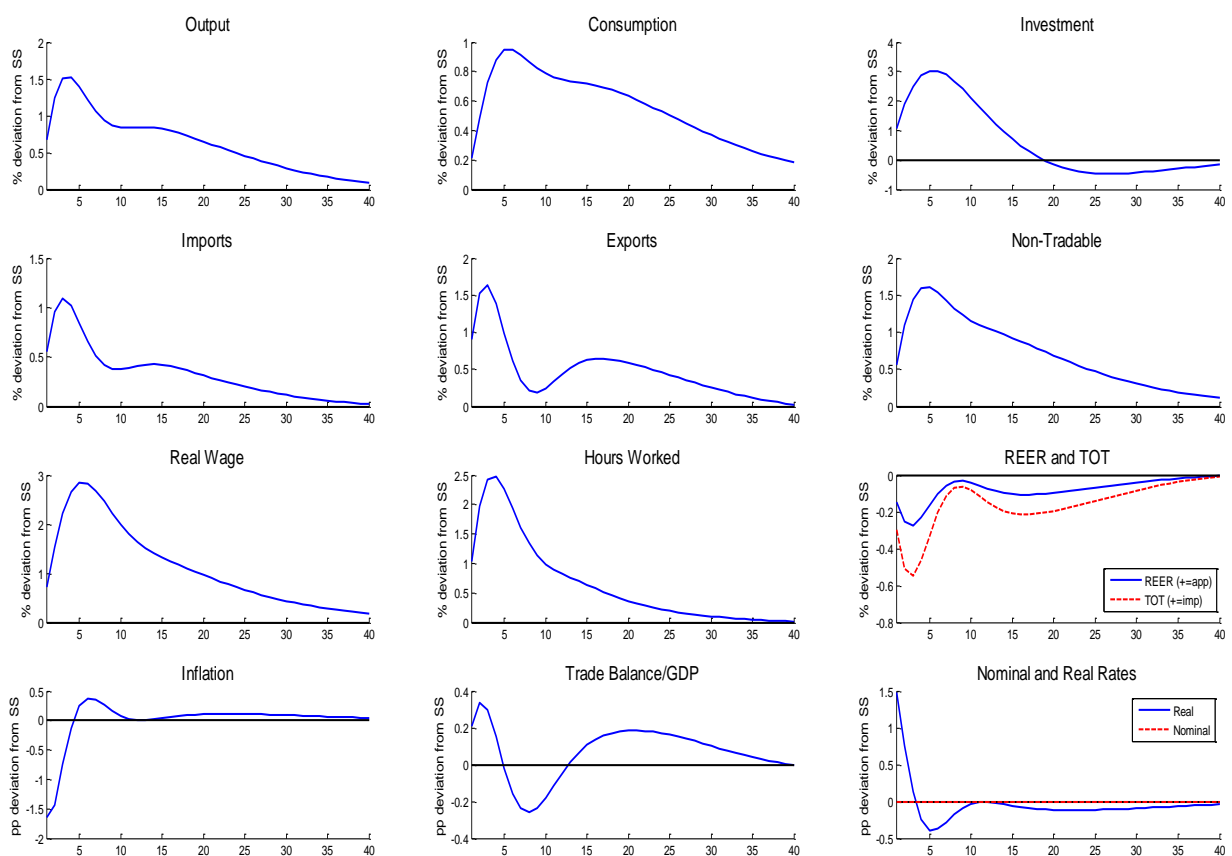 Output
% deviation from SS
2
1.5
1
0.5
0
5 10 15 20 25 30 35 40
Consumption
% deviation from SS
1
0.8
0.6
0.4
0.2
0
5 10 15 20 25 30 35 40
Investment
% deviation from SS
4
3
2
1
0
-1
5 10 15 20 25 30 35 40
Imports
% deviation from SS
1.5
1
0.5
0
5 10 15 20 25 30 35 40
Exports
% deviation from SS
2
1.5
1
0.5
0
5 10 15 20 25 30 35 40
Non-Tradable
% deviation from SS
2
1.5
1
0.5
0
5 10 15 20 25 30 35 40
Real Wage
% deviation from SS
3
2
1
0
5 10 15 20 25 30 35 40
Hours Worked
% deviation from SS
2.5
2
1.5
1
0.5
0
5 10 15 20 25 30 35 40
REER and TOT
% deviation from SS
0
-0.2
-0.4
-0.6
-0.8
REER (+=app)
TOT (+=imp)
5 10 15 20 25 30 35 40
Inflation
pp deviation from SS
0.5
0
-0.5
-1
-1.5
-2
5 10 15 20 25 30 35 40
Trade Balance/GDP
pp deviation from SS
0.4
0.2
0
-0.2
-0.4
5 10 15 20 25 30 35 40
Nominal and Real Rates
pp deviation from SS
1.5
1
0.5
0
-0.5
Real
Nominal
5 10 15 20 25 30 35 40